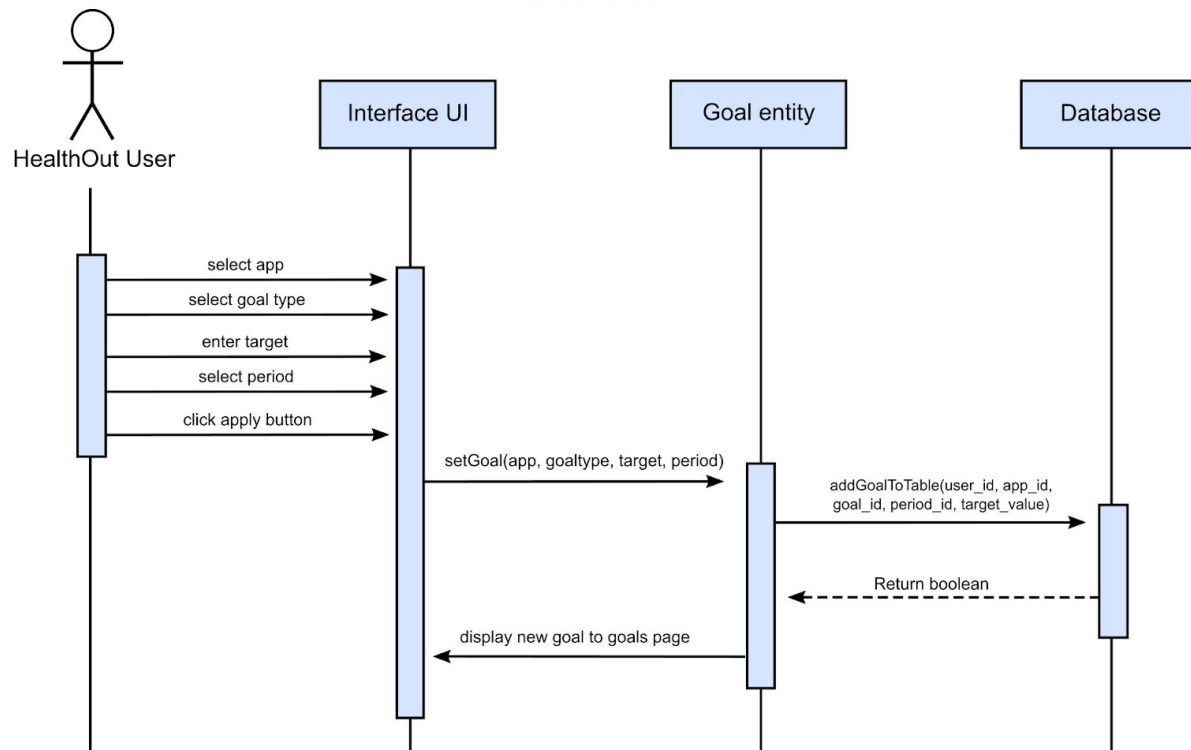 HealthOut User
Interface UI
Goal entity
Database
select app
select goal type
enter target
select period
click apply button
setGoal(app, goaltype, target, period)
addGoalToTable(user_id, app_id,
goal_id, period_id, target_value)
Return boolean
display new goal to goals page